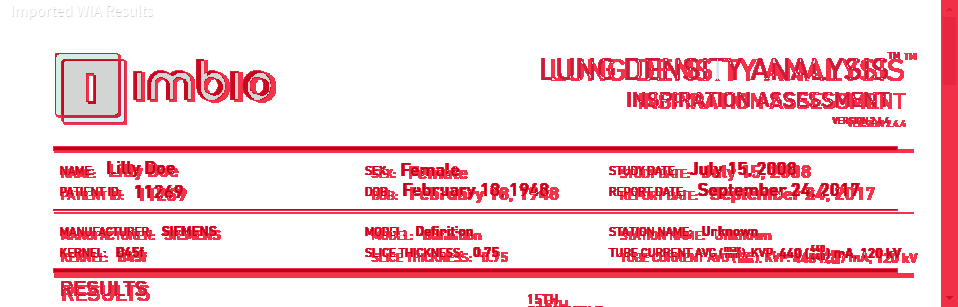 Imported WIA Results
imbio
LUNG DENSITY ANALYSIS™
INSPIRATION ASSESSMENT
VERSION 2.4.4
NAME: Lilly Doe SEX: Female STUDY DATE: July 15, 2008
PATIENT ID: 11269 DOB: February 18, 1948 REPORT DATE: September 24, 2017
MANUFACTURER: SIEMENS MODEL: Definition STATION NAME: Unknown
KERNEL: B45f SLICE THICKNESS: 0.75 TUBE CURRENT AVG. KVP: 440 mA, 120 kV
RESULTS
15TH